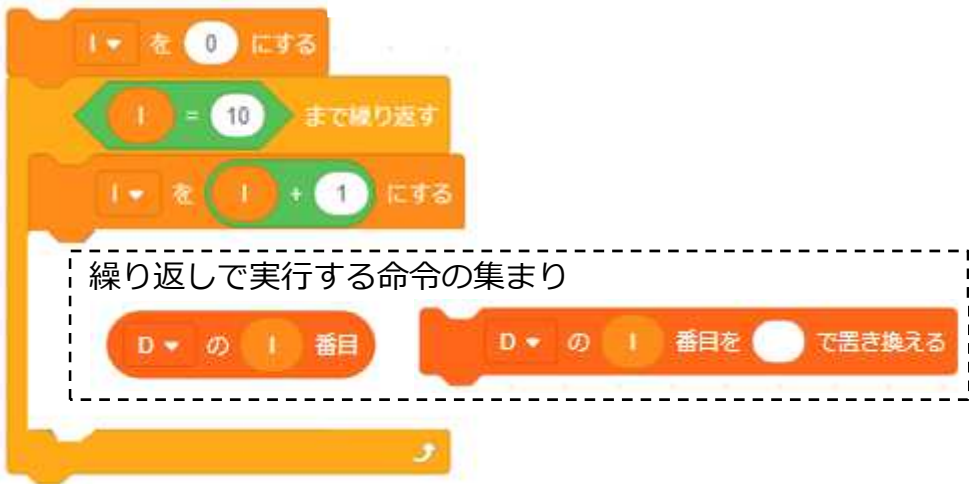 I を 0 にする
I = 10 まで繰り返す
I を I + 1 にする
繰り返しで実行する命令の集まり
D の I 番目 D の I 番目を で置き換える